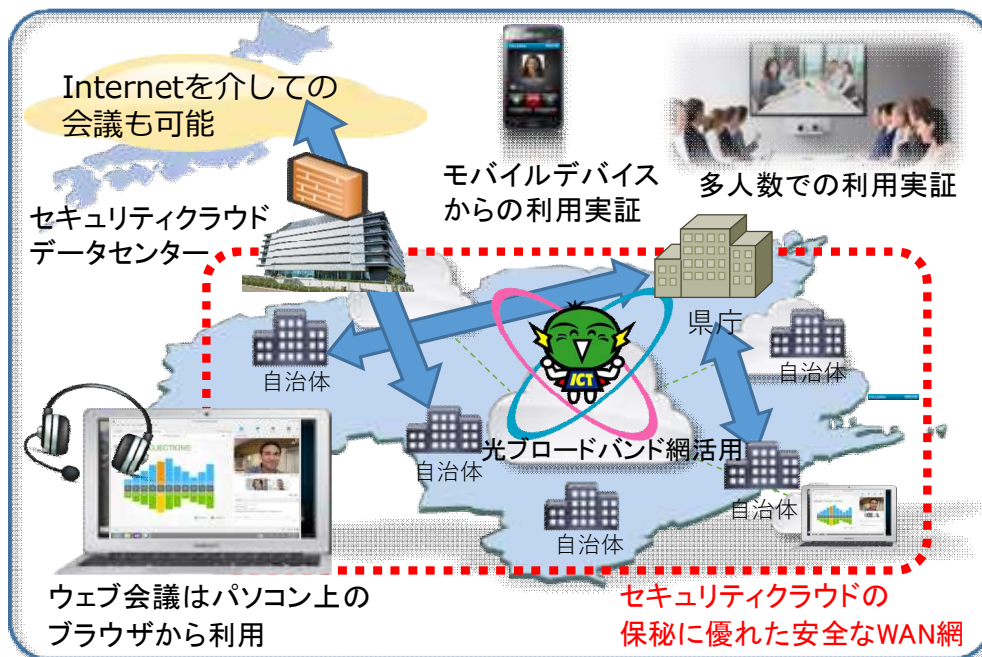 Internetを介しての
会議も可能
モバイルデバイス
からの利用実証
多人数での利用実証
セキュリティクラウド
データセンター
県庁
自治体
自治体
ICT
光ブロードバンド網活用
自治体
自治体
自治体
ウェブ会議はパソコン上の
ブラウザから利用
セキュリティクラウドの
保秘に優れた安全なWAN網